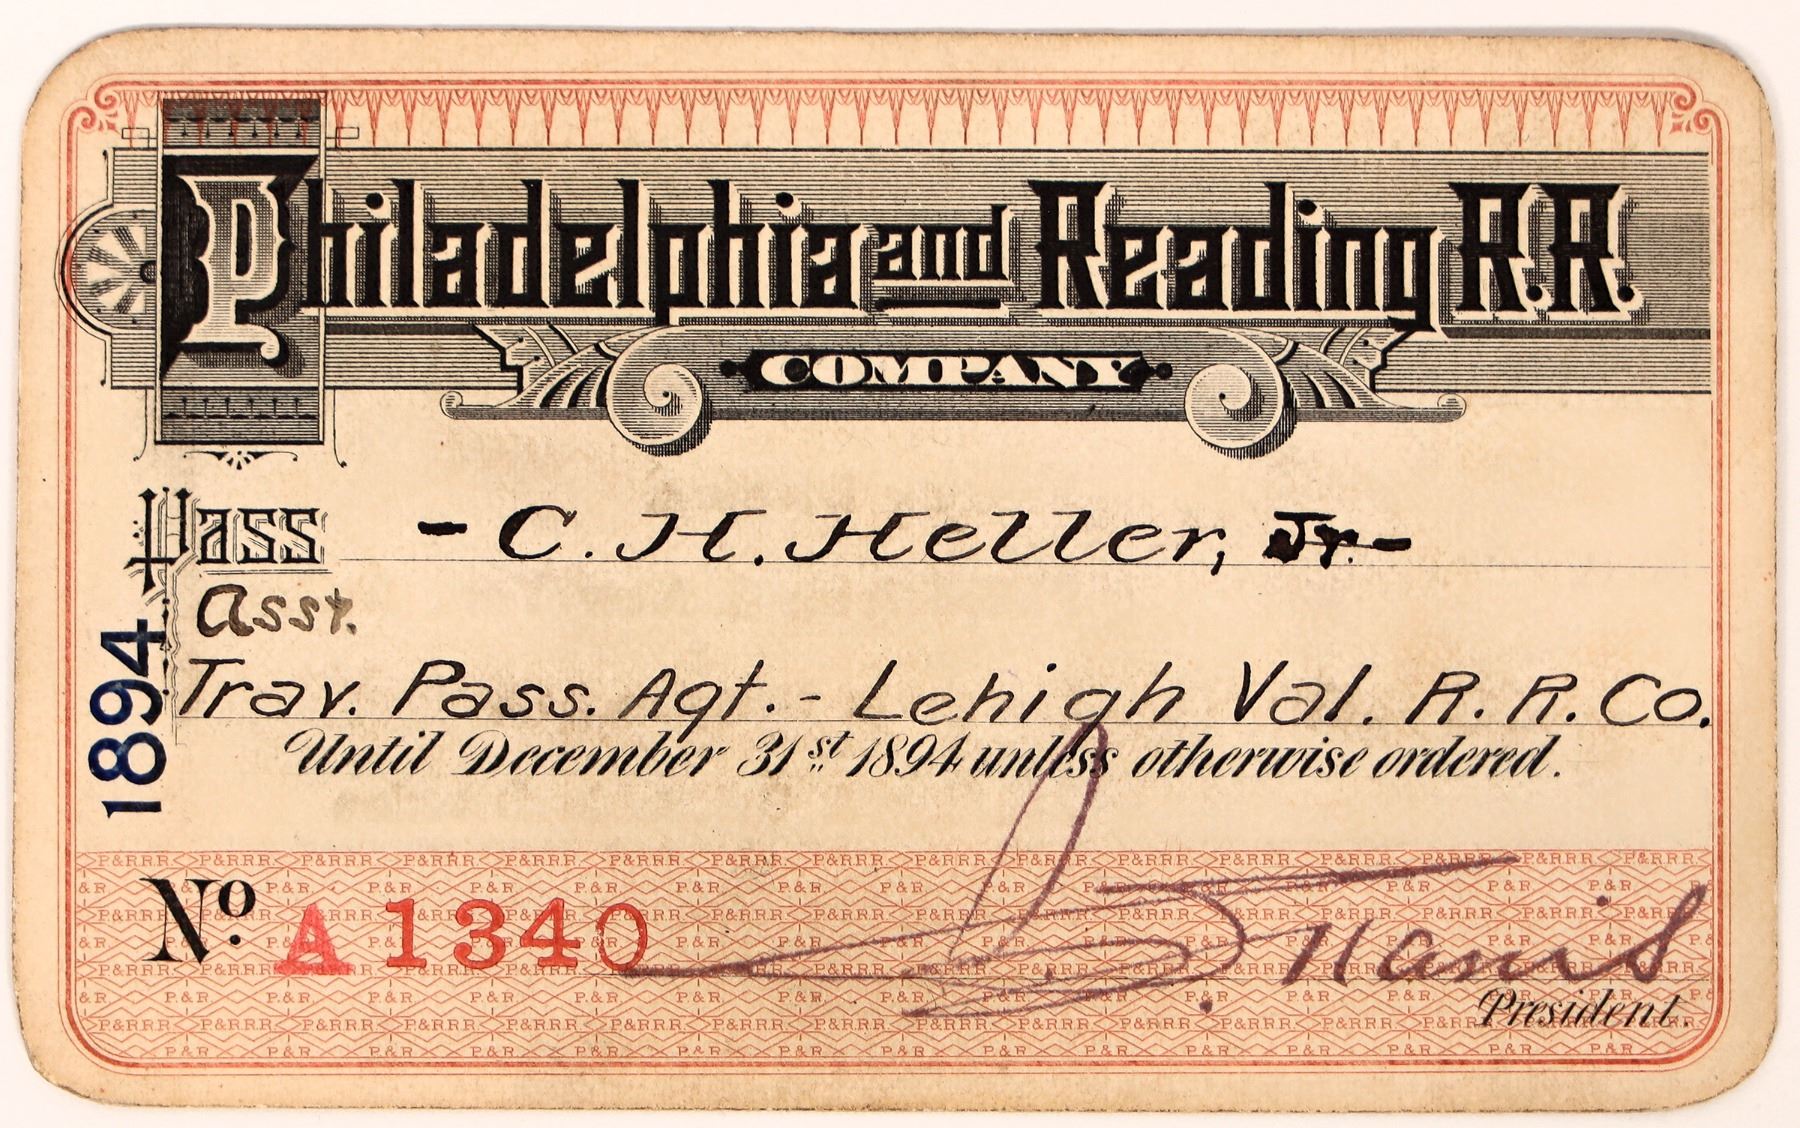 Philadelphia and Reading R.R.
COMPANY
Pass - C. H. Heller, Jr. -
Asst.
Trav. Pass. Agt. - Lehigh Val. R. R. Co.
Until December 31st 1894 unless otherwise ordered.
1894
No. A 1340
Harris
President.